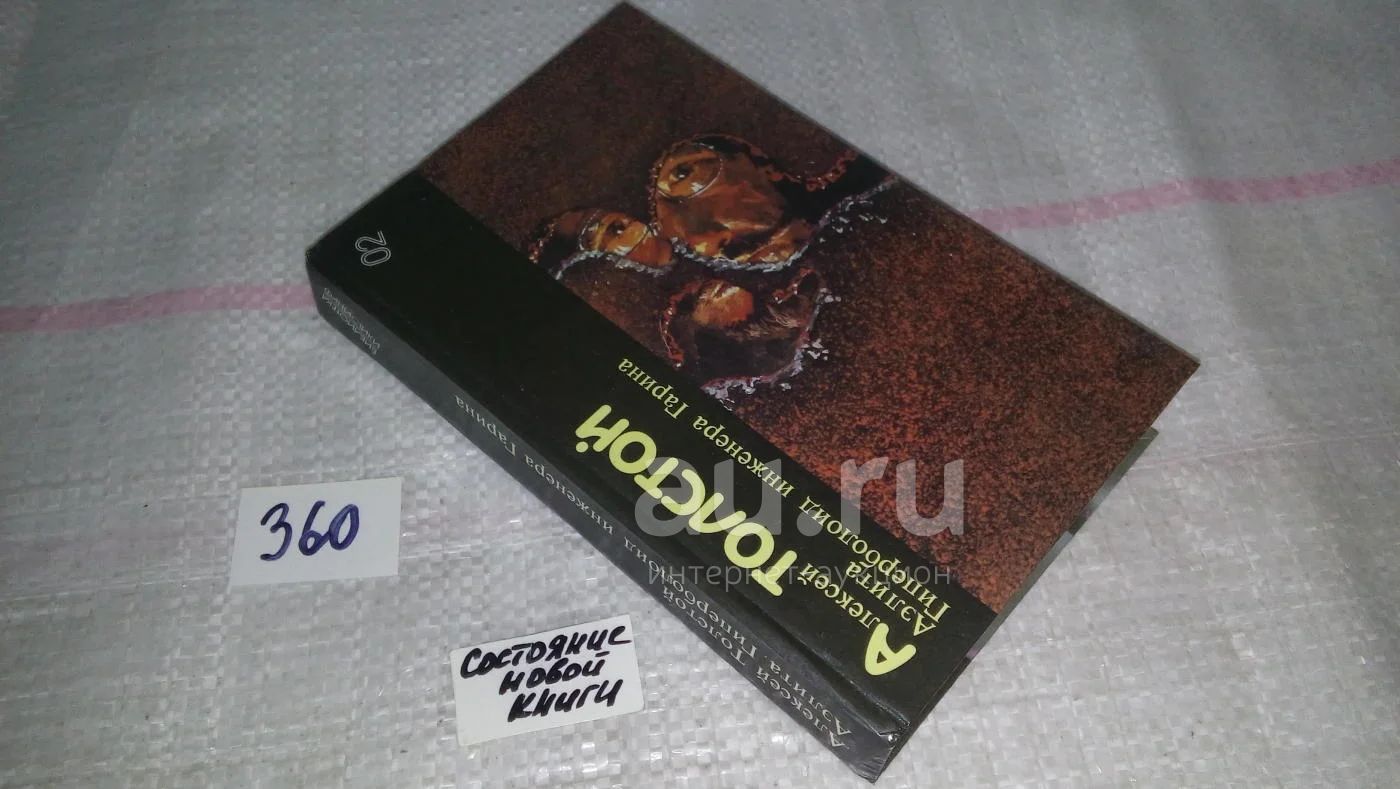 Алексей ТОЛСТОЙ
Аэлита
Гиперболоид инженера Гарина
02
Алексей Толстой
Аэлита. Гиперболоид инженера Гарина
360
Состояние
новой
книги
au.ru
интернет-аукцион